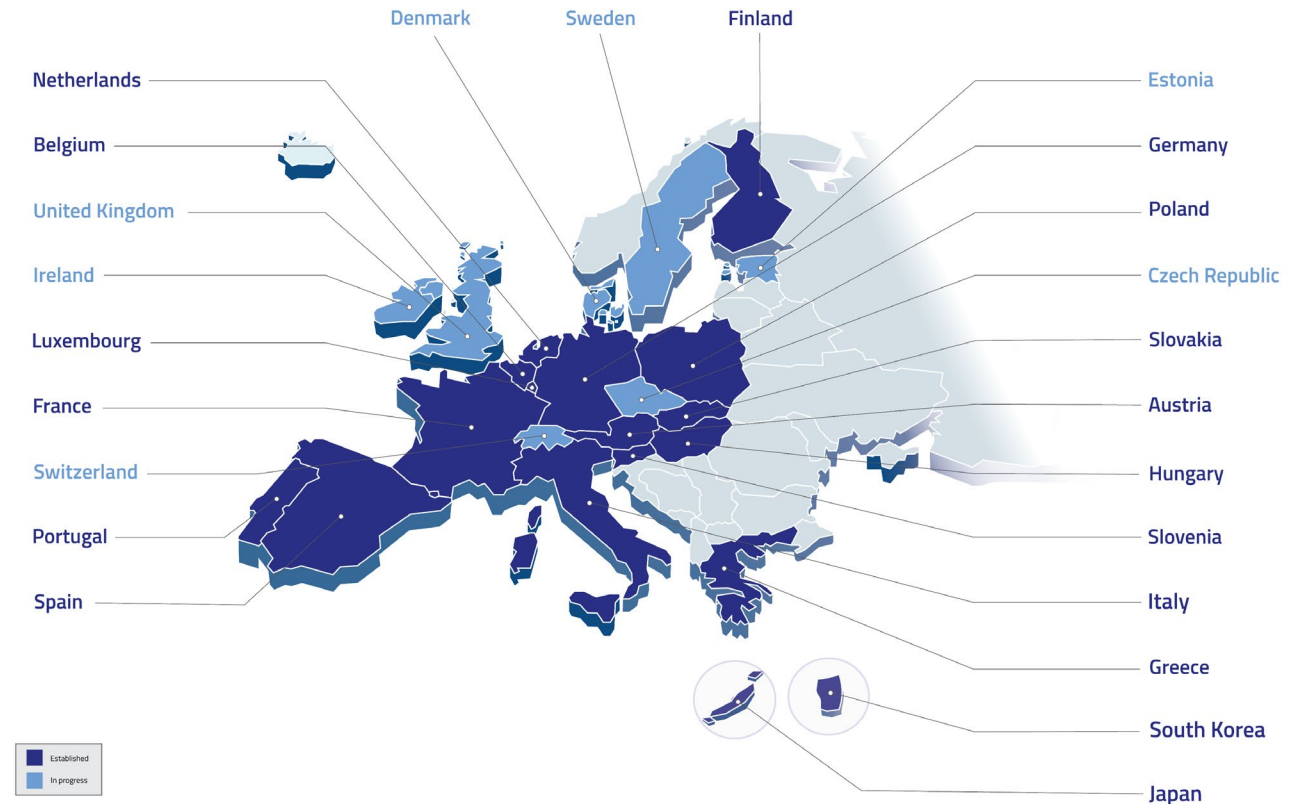 Denmark
Sweden
Finland
Netherlands
Belgium
United Kingdom
Ireland
Luxembourg
France
Switzerland
Portugal
Spain
Estonia
Germany
Poland
Czech Republic
Slovakia
Austria
Hungary
Slovenia
Italy
Greece
South Korea
Japan
Established
In progress